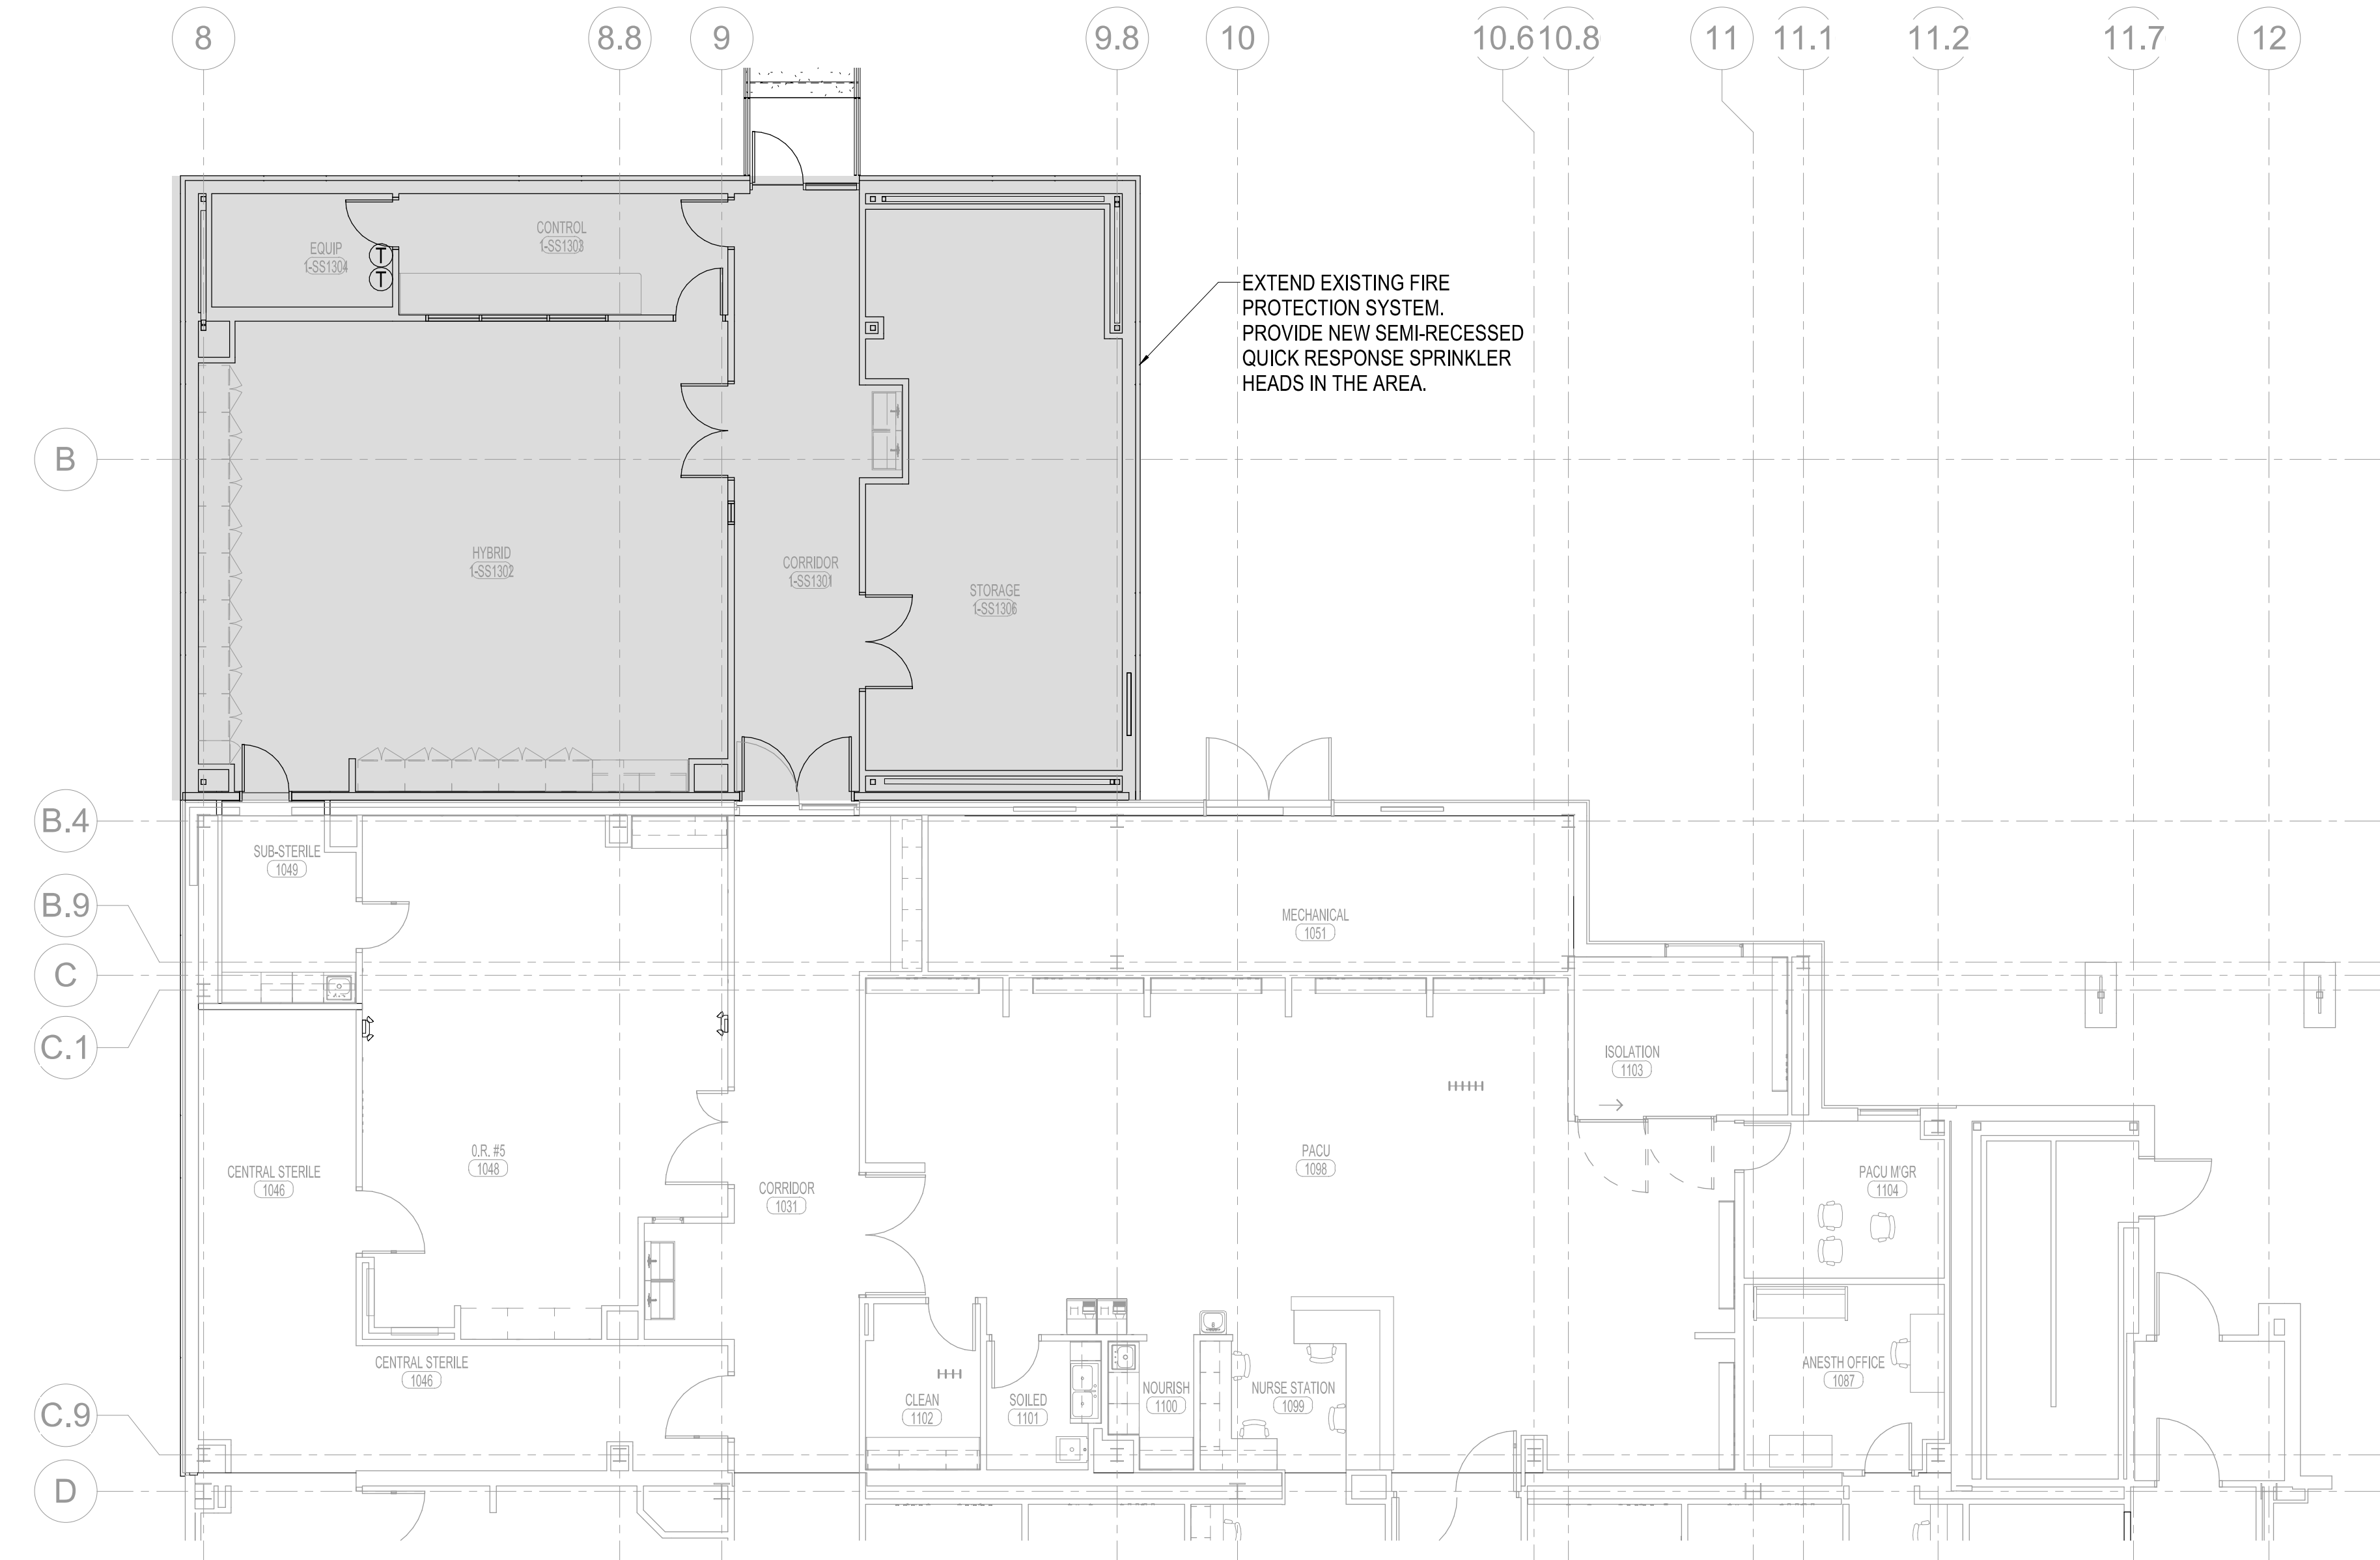 8
8.8
9
9.8
10
10.6
10.8
11
11.1
11.2
11.7
12
CONTROL
1-SS1303
EQUIP
1-SS1304
T
T
EXTEND EXISTING FIRE
PROTECTION SYSTEM.
PROVIDE NEW SEMI-RECESSED
QUICK RESPONSE SPRINKLER
HEADS IN THE AREA.
B
HYBRID
1-SS1302
CORRIDOR
1-SS1301
STORAGE
1-SS1306
B.4
SUB-STERILE
1049
B.9
MECHANICAL
1051
C
C.1
ISOLATION
1103
O.R. #5
1048
PACU
1098
CENTRAL STERILE
1046
CORRIDOR
1031
PACU M'GR
1104
CENTRAL STERILE
1046
ANESTH OFFICE
1087
CLEAN
1102
SOILED
1101
NOURISH
1100
NURSE STATION
1099
C.9
D